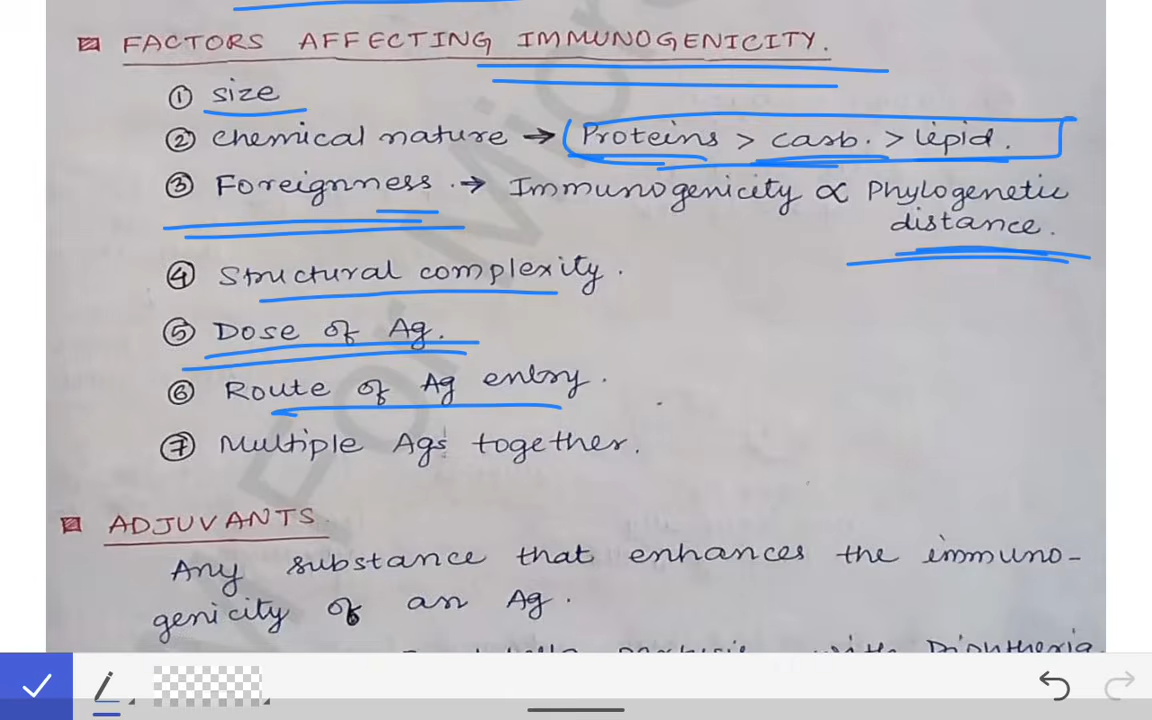 FACTORS AFFECTING IMMUNOGENICITY.
① size
② chemical nature → Proteins > carb. > lipid.
③ Foreignness. → Immunogenicity ∝ Phylogenetic
distance.
④ Structural complexity.
⑤ Dose of Ag.
⑥ Route of Ag entry.
⑦ Multiple Ags together.
ADJUVANTS
Any substance that enhances the immuno-
genicity of an Ag.
with Diphtheria